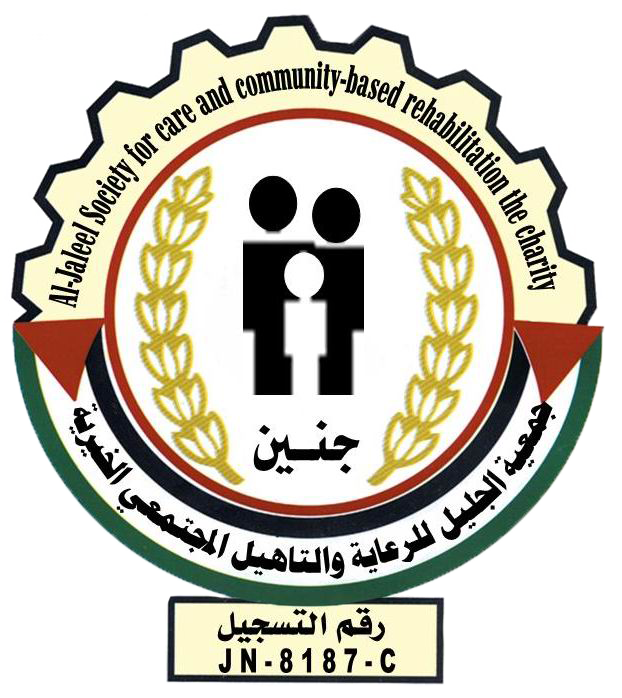 Al-Jaleel Society for care and community-based rehabilitation the charity
جنين
جمعية الجليل للرعاية والتاهيل المجتمعي الخيرية
رقم التسجيل
JN-8187-C